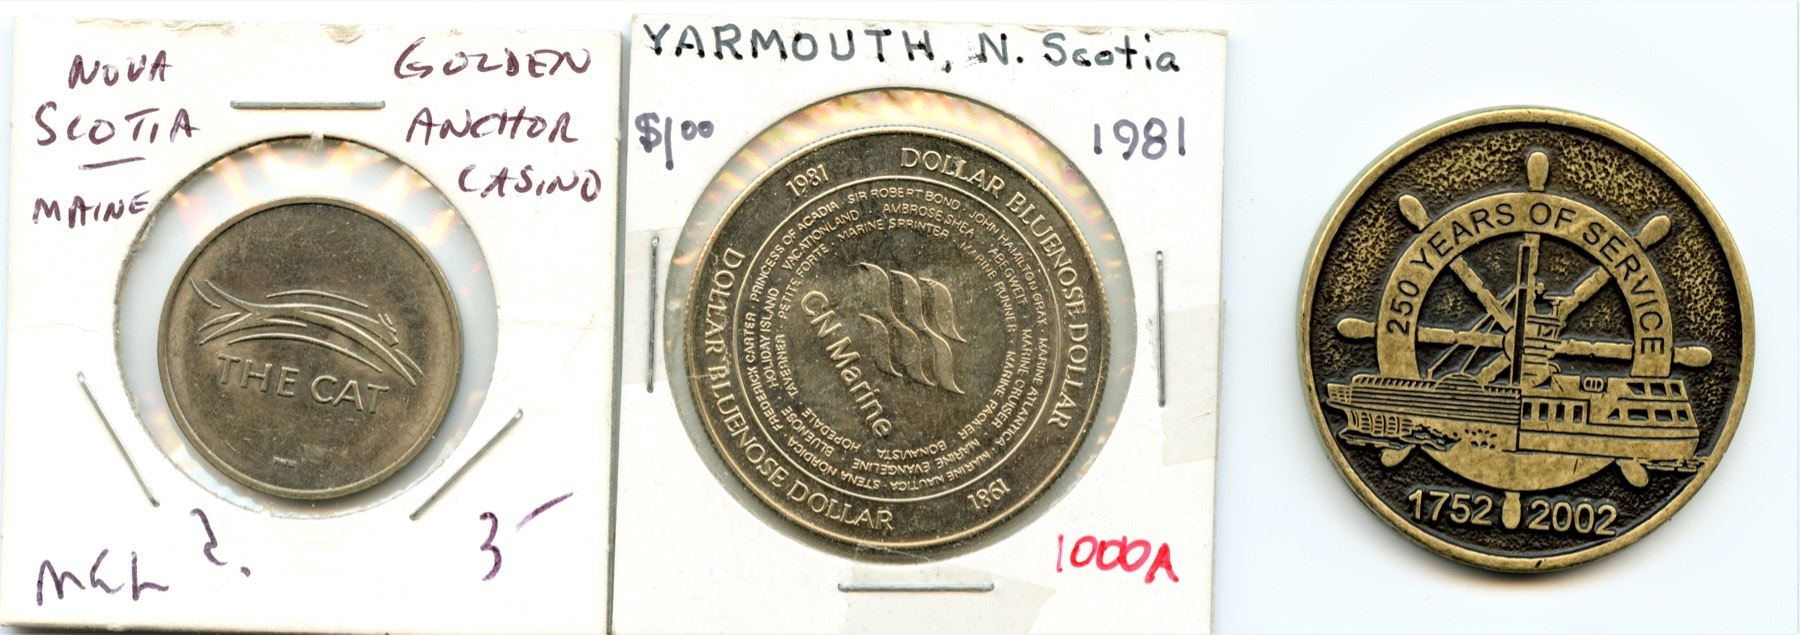 NOVA
SCOTIA
MAINE
GOLDEN
ANCHOR
CASINO
THE CAT
?
3
YARMOUTH, N. Scotia
$1.00
1981
1981 DOLLAR BLUENOSE DOLLAR
1981 DOLLAR BLUENOSE DOLLAR
FREDERICK CARTER · PRINCESS OF ACADIA · SIR ROBERT BOND · JOHN HAMILTON GRAY · MARINE ATLANTICA · MARINE NAUTICA · STENA NORDICA
BLUENOSE · HOLIDAY ISLAND · VACATIONLAND · AMBROSE SHEA · ABEGWEIT · MARINE CRUISER · MARINE EVANGELINE
HOPEDALE · TAVERNER · PETITE FORTE · MARINE SPRINTER · MARINE RUNNER · MARINE PACKER · BONAVISTA
CN Marine
1000A
250 YEARS OF SERVICE
1752 2002